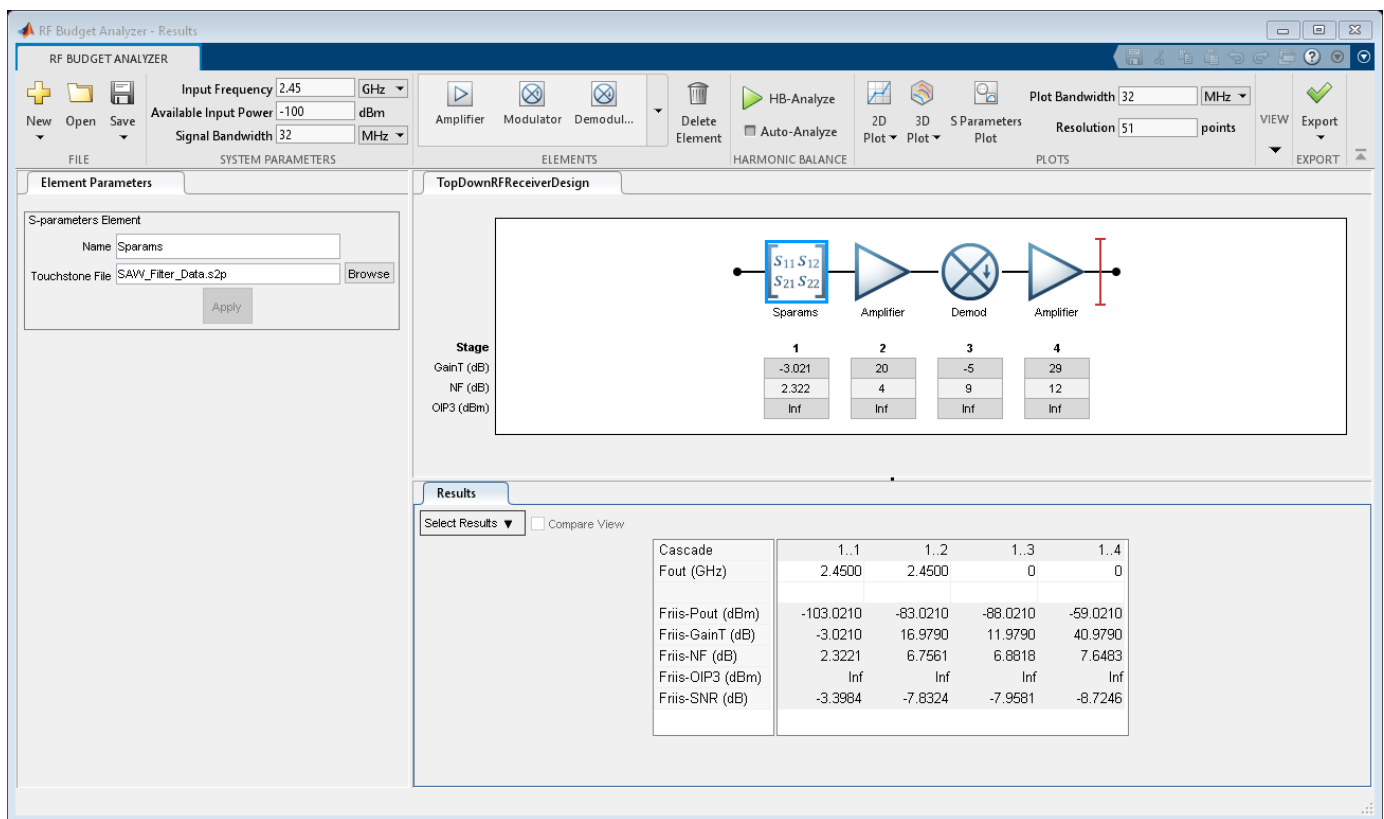 RF Budget Analyzer - Results
RF BUDGET ANALYZER
New Open Save
FILE
Input Frequency 2.45 GHz
Available Input Power -100 dBm
Signal Bandwidth 32 MHz
SYSTEM PARAMETERS
Amplifier Modulator Demodul...
ELEMENTS
Delete
Element
HB-Analyze
Auto-Analyze
HARMONIC BALANCE
2D
Plot
3D
Plot
S Parameters
Plot
Plot Bandwidth 32 MHz
Resolution 51 points
PLOTS
VIEW
Export
EXPORT
Element Parameters
S-parameters Element
Name Sparams
Touchstone File SAW_Filter_Data.s2p Browse
Apply
TopDownRFReceiverDesign
S11 S12
S21 S22
Sparams Amplifier Demod Amplifier
Stage 1 2 3 4
GainT (dB) -3.021 20 -5 29
NF (dB) 2.322 4 9 12
OIP3 (dBm) Inf Inf Inf Inf
Results
Select Results ▼ Compare View
Cascade 1..1 1..2 1..3 1..4
Fout (GHz) 2.4500 2.4500 0 0
Friis-Pout (dBm) -103.0210 -83.0210 -88.0210 -59.0210
Friis-GainT (dB) -3.0210 16.9790 11.9790 40.9790
Friis-NF (dB) 2.3221 6.7561 6.8818 7.6483
Friis-OIP3 (dBm) Inf Inf Inf Inf
Friis-SNR (dB) -3.3984 -7.8324 -7.9581 -8.7246